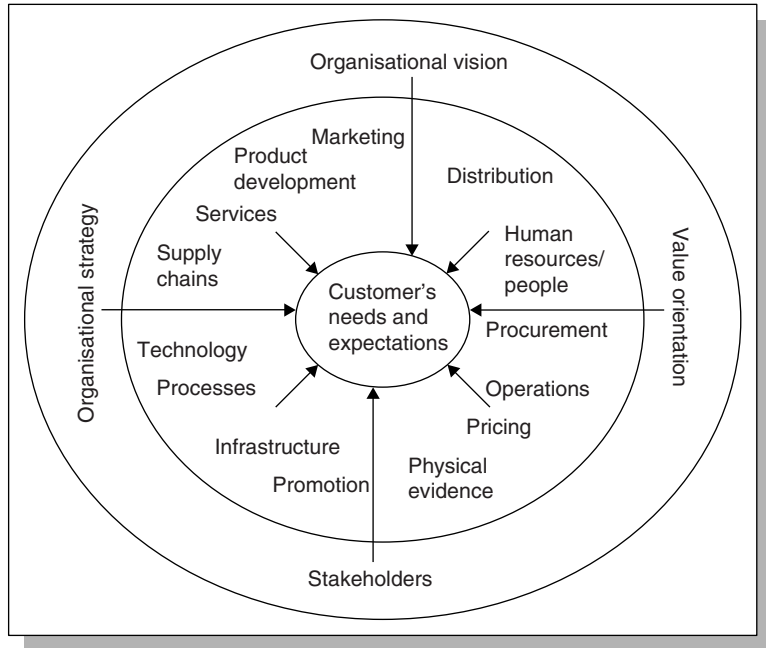 Organisational vision
Marketing
Product
development
Distribution
Services
Human
resources/
people
Supply
chains
Organisational strategy
Value orientation
Customer's
needs and
expectations
Procurement
Technology
Processes
Operations
Pricing
Infrastructure
Promotion
Physical
evidence
Stakeholders